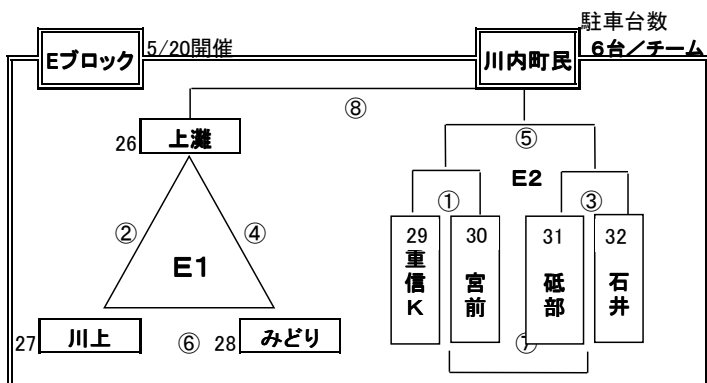 駐車台数
Eブロック 5/20開催 川内町民 6台/チーム
⑧
26 上灘 ⑤
E2
② ④ ① ③
29 重信K 30 宮前 31 砥部 32 石井
E1
27 川上 ⑥ 28 みどり ⑦